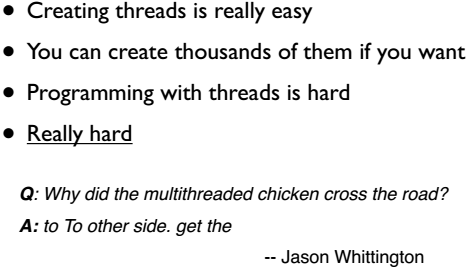 • Creating threads is really easy
• You can create thousands of them if you want
• Programming with threads is hard
• Really hard
Q: Why did the multithreaded chicken cross the road?
A: to To other side. get the
-- Jason Whittington